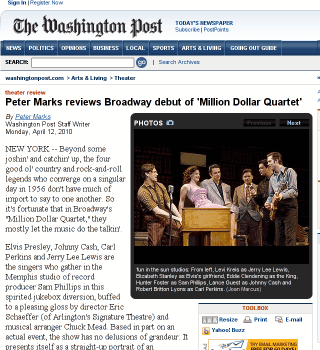 Sign In | Register Now
The Washington Post
TODAY'S NEWSPAPER
Subscribe | PostPoints
NEWS POLITICS OPINIONS BUSINESS LOCAL SPORTS ARTS & LIVING GOING OUT GUIDE
SEARCH: go | Search Archives
washingtonpost.com > Arts & Living > Theater
theater review
Peter Marks reviews Broadway debut of 'Million Dollar Quartet'
By Peter Marks
Washington Post Staff Writer
Monday, April 12, 2010
NEW YORK -- Beyond some
joshin' and catchin' up, the four
good ol' country and rock-and-roll
legends who converge on a singular
day in 1956 don't have much of
import to say to one another. So
it's fortunate that in Broadway's
"Million Dollar Quartet," they
mostly let the music do the talkin'.
Elvis Presley, Johnny Cash, Carl
Perkins and Jerry Lee Lewis are
the singers who gather in the
Memphis studio of record
producer Sam Phillips in this
spirited jukebox diversion, buffed
to a pleasing gloss by director Eric
Schaeffer (of Arlington's Signature Theatre) and
musical arranger Chuck Mead. Based in part on an
actual event, the show has no delusions of grandeur: It
presents itself as a straight-up portrait of an
PHOTOS Previous Next
fun in the sun studios: From left, Levi Kreis as Jerry Lee Lewis,
Elizabeth Stanley as Elvis's girlfriend, Eddie Clendening as the King,
Hunter Foster as Sam Phillips, Lance Guest as Johnny Cash and
Robert Britton Lyons as Carl Perkins. (Joan Marcus)
TOOLBOX
Resize Print E-mail
Yahoo! Buzz
THY EMAIL MARKETING
FREE FOR 60 DAYS!